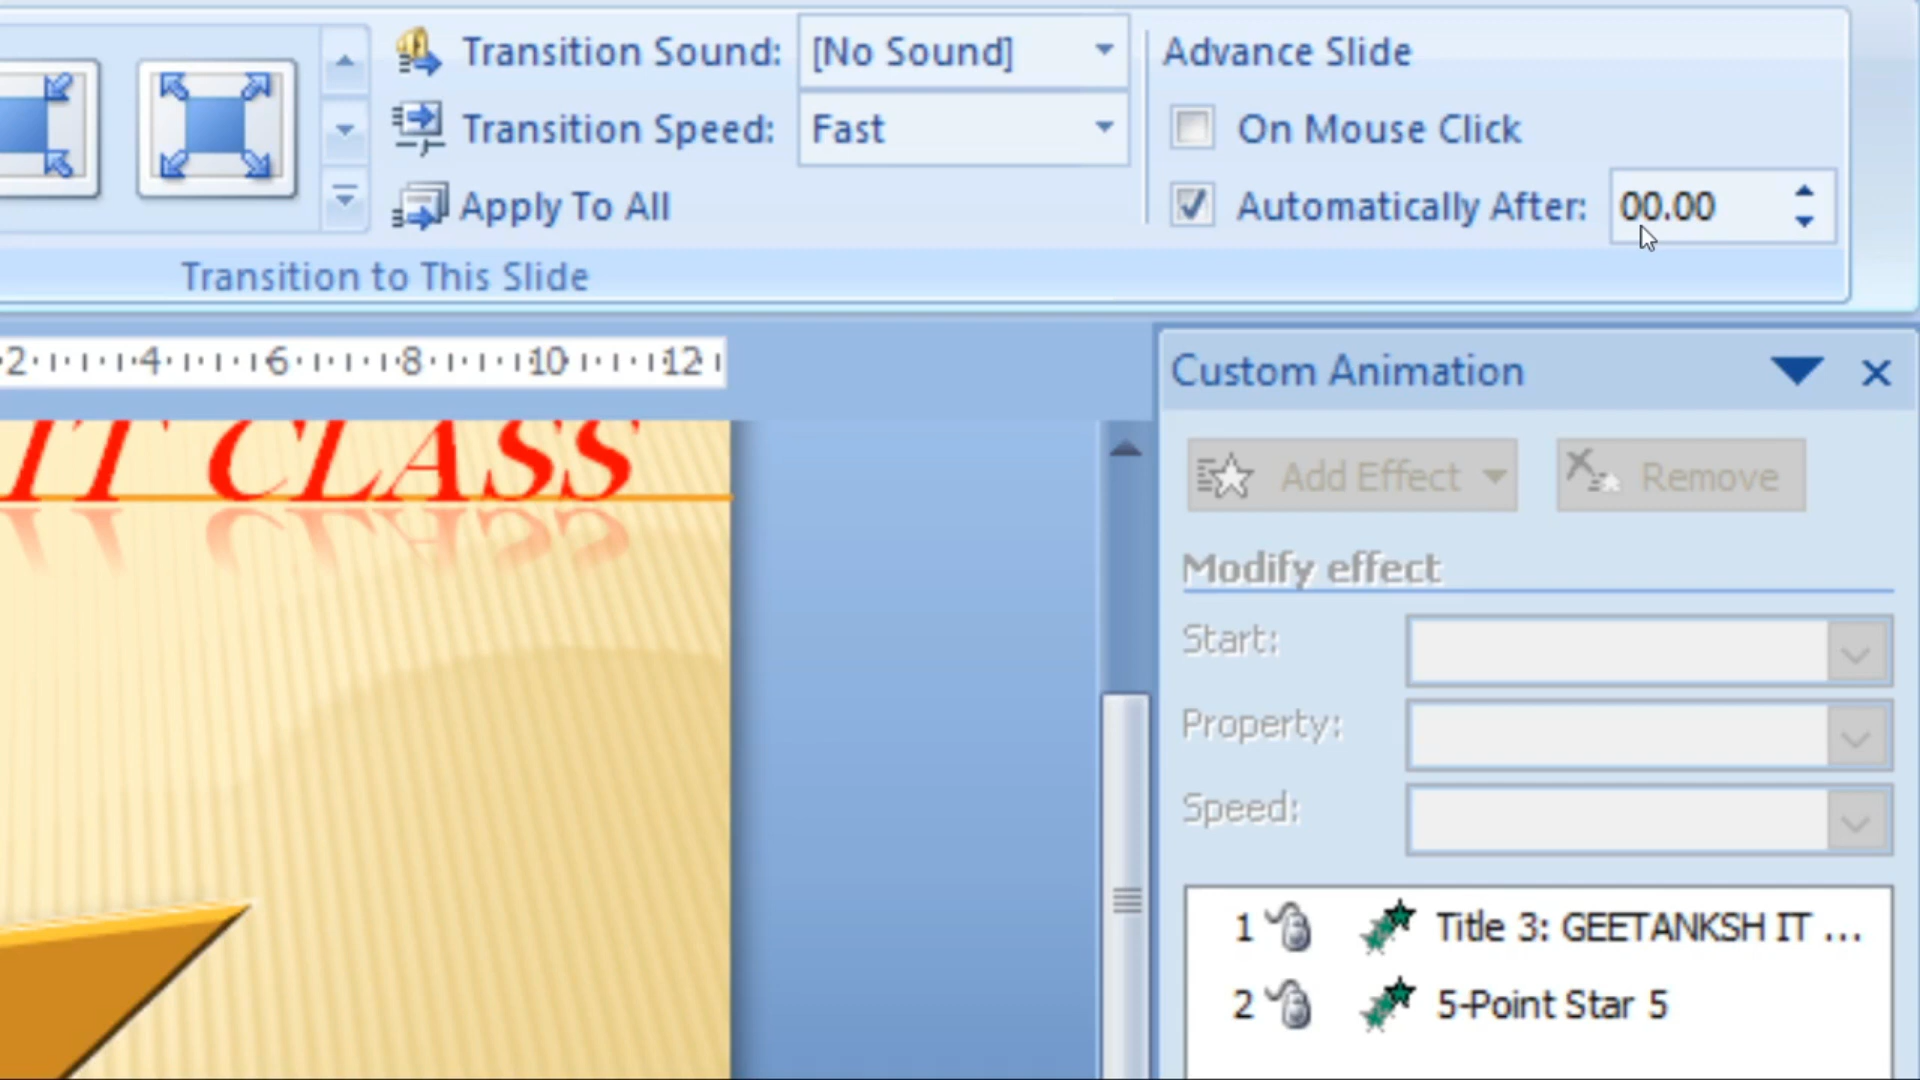 Transition Sound: [No Sound] Advance Slide
Transition Speed: Fast On Mouse Click
Apply To All Automatically After: 00.00
Transition to This Slide
2 4 6 8 10 12
Custom Animation
IT CLASS
Add Effect Remove
Modify effect
Start:
Property:
Speed:
1 Title 3: GEETANKSH IT ...
2 5-Point Star 5